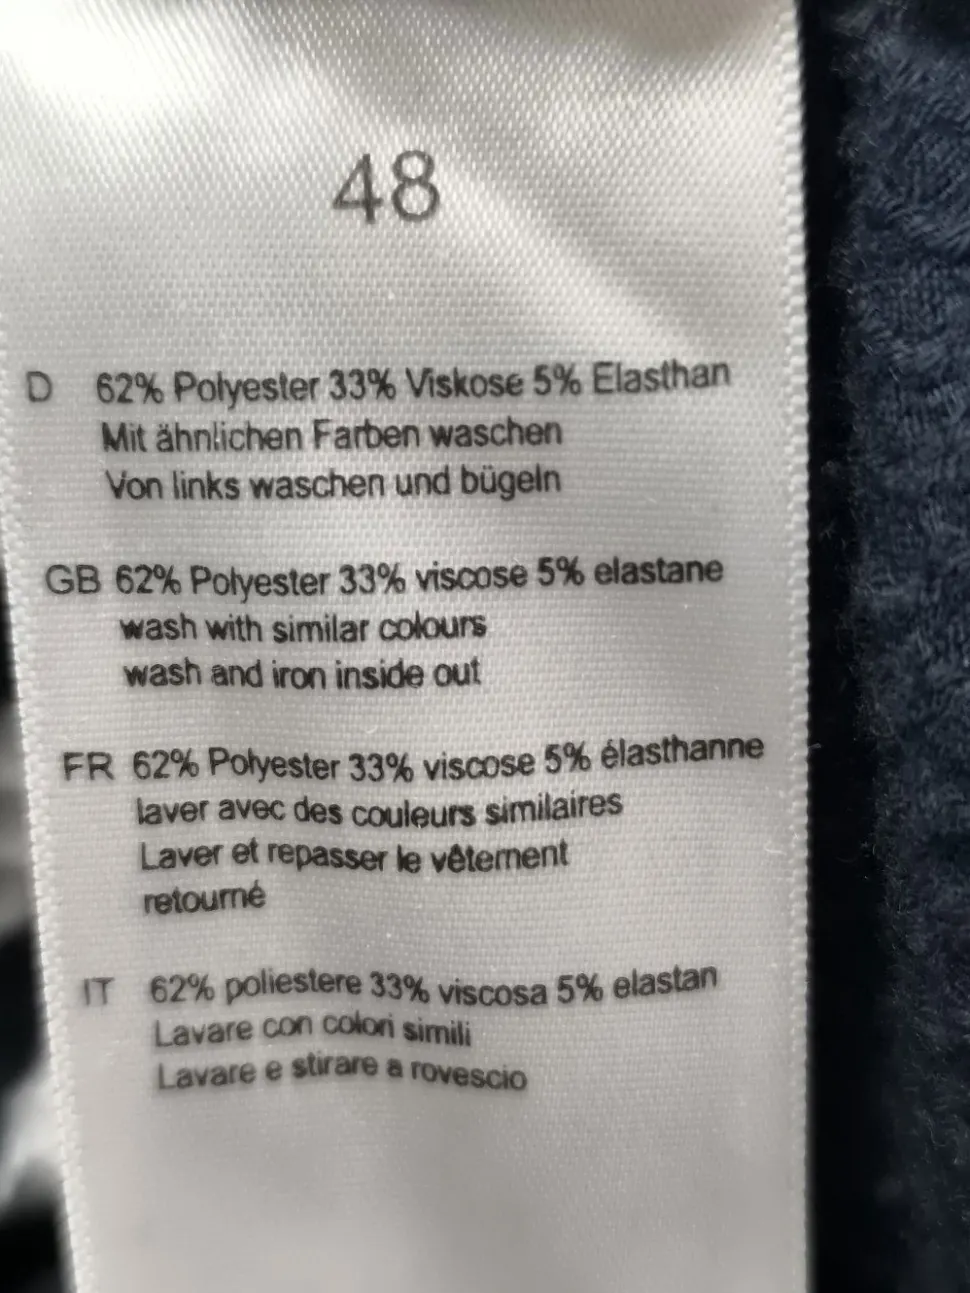 48
D 62% Polyester 33% Viskose 5% Elasthan
Mit ähnlichen Farben waschen
Von links waschen und bügeln
GB 62% Polyester 33% viscose 5% elastane
wash with similar colours
wash and iron inside out
FR 62% Polyester 33% viscose 5% élasthanne
laver avec des couleurs similaires
Laver et repasser le vêtement
retourné
IT 62% poliestere 33% viscosa 5% elastan
Lavare con colori simili
Lavare e stirare a rovescio